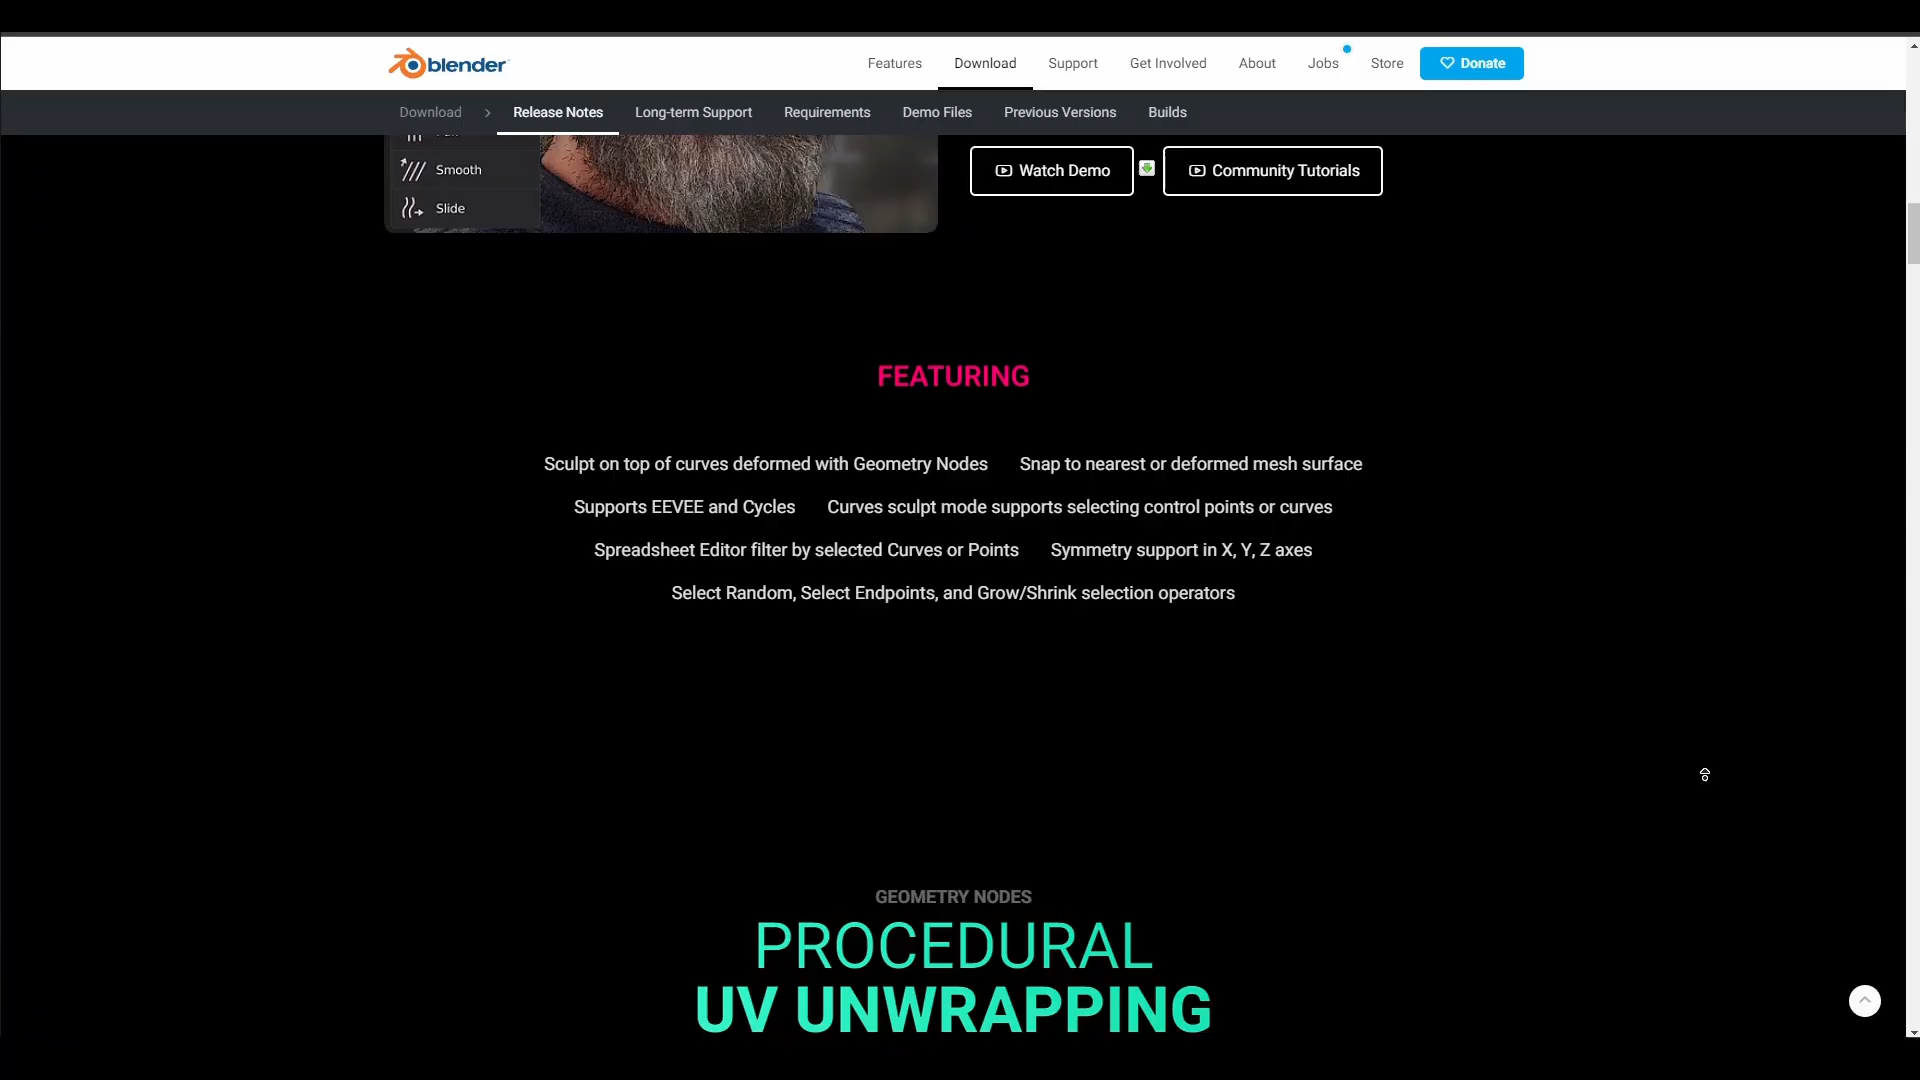 blender
Features Download Support Get Involved About Jobs Store Donate
Download Release Notes Long-term Support Requirements Demo Files Previous Versions Builds
Smooth
Slide
Watch Demo Community Tutorials
FEATURING
Sculpt on top of curves deformed with Geometry Nodes Snap to nearest or deformed mesh surface
Supports EEVEE and Cycles Curves sculpt mode supports selecting control points or curves
Spreadsheet Editor filter by selected Curves or Points Symmetry support in X, Y, Z axes
Select Random, Select Endpoints, and Grow/Shrink selection operators
GEOMETRY NODES
PROCEDURAL
UV UNWRAPPING